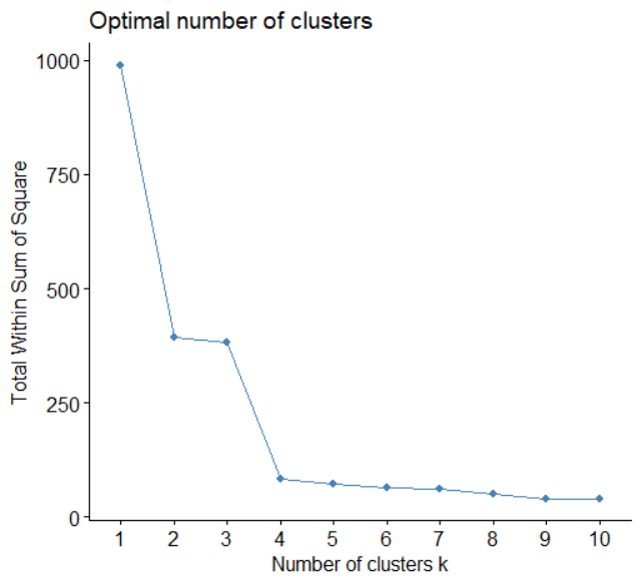 Optimal number of clusters
Total Within Sum of Square
1000
750
500
250
0
1 2 3 4 5 6 7 8 9 10
Number of clusters k